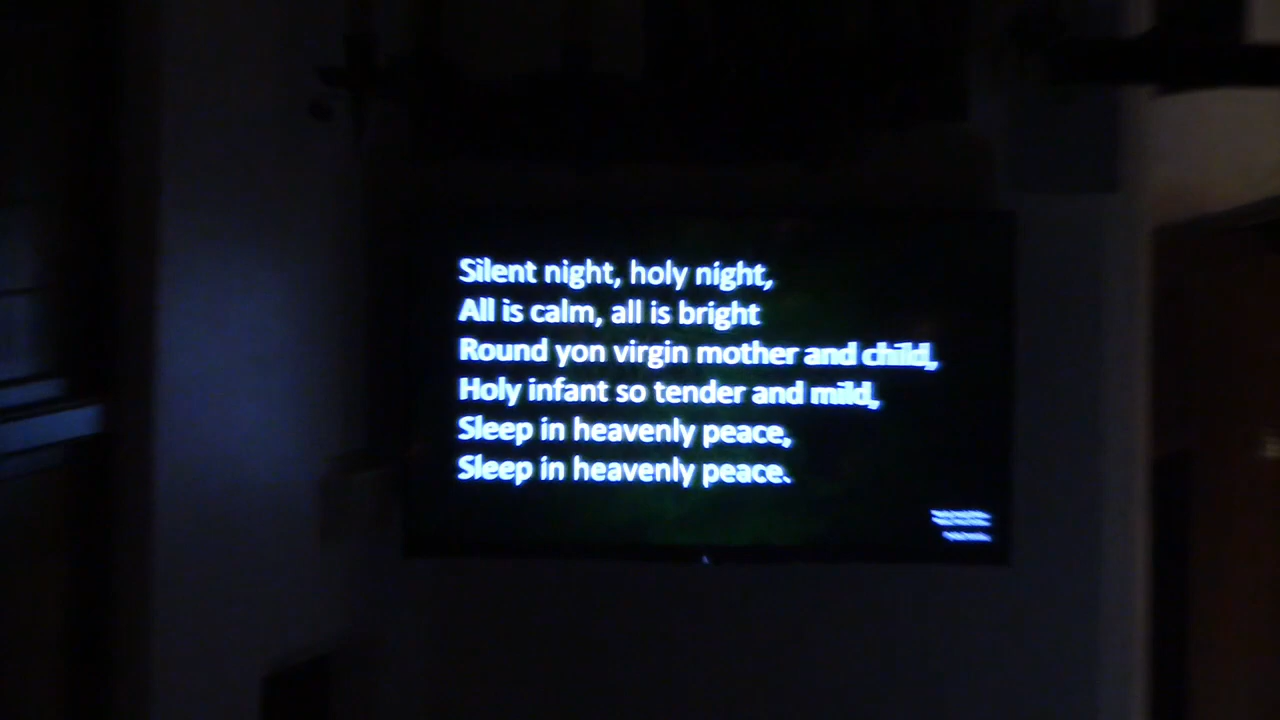 Silent night, holy night,
All is calm, all is bright
Round yon virgin mother and child,
Holy infant so tender and mild,
Sleep in heavenly peace,
Sleep in heavenly peace.